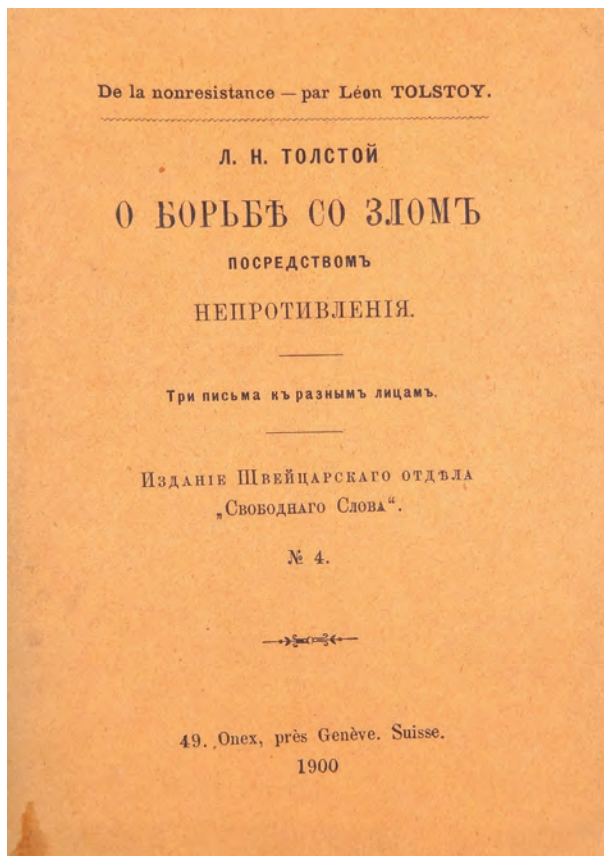 De la nonresistance — par Léon TOLSTOY.
Л. Н. ТОЛСТОЙ
О БОРЬБѢ СО ЗЛОМЪ
ПОСРЕДСТВОМЪ
НЕПРОТИВЛЕНІЯ.
Три письма къ разнымъ лицамъ.
Изданіе Швейцарскаго отдѣла
„Свободнаго Слова“.
№ 4.
49. Onex, près Genève. Suisse.
1900